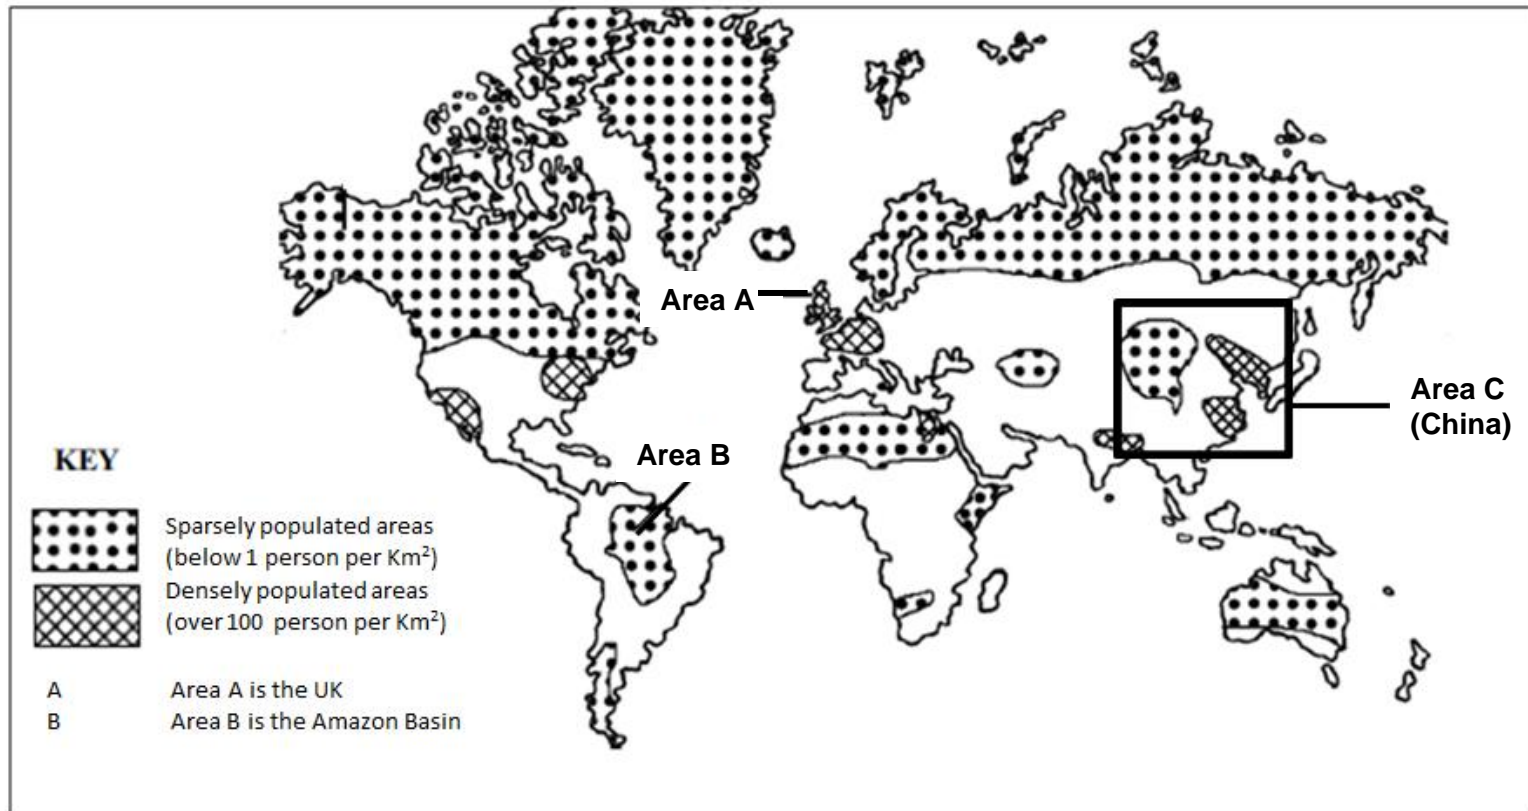 Area A
Area B
Area C
(China)
KEY
Sparsely populated areas
(below 1 person per Km²)
Densely populated areas
(over 100 person per Km²)
A Area A is the UK
B Area B is the Amazon Basin